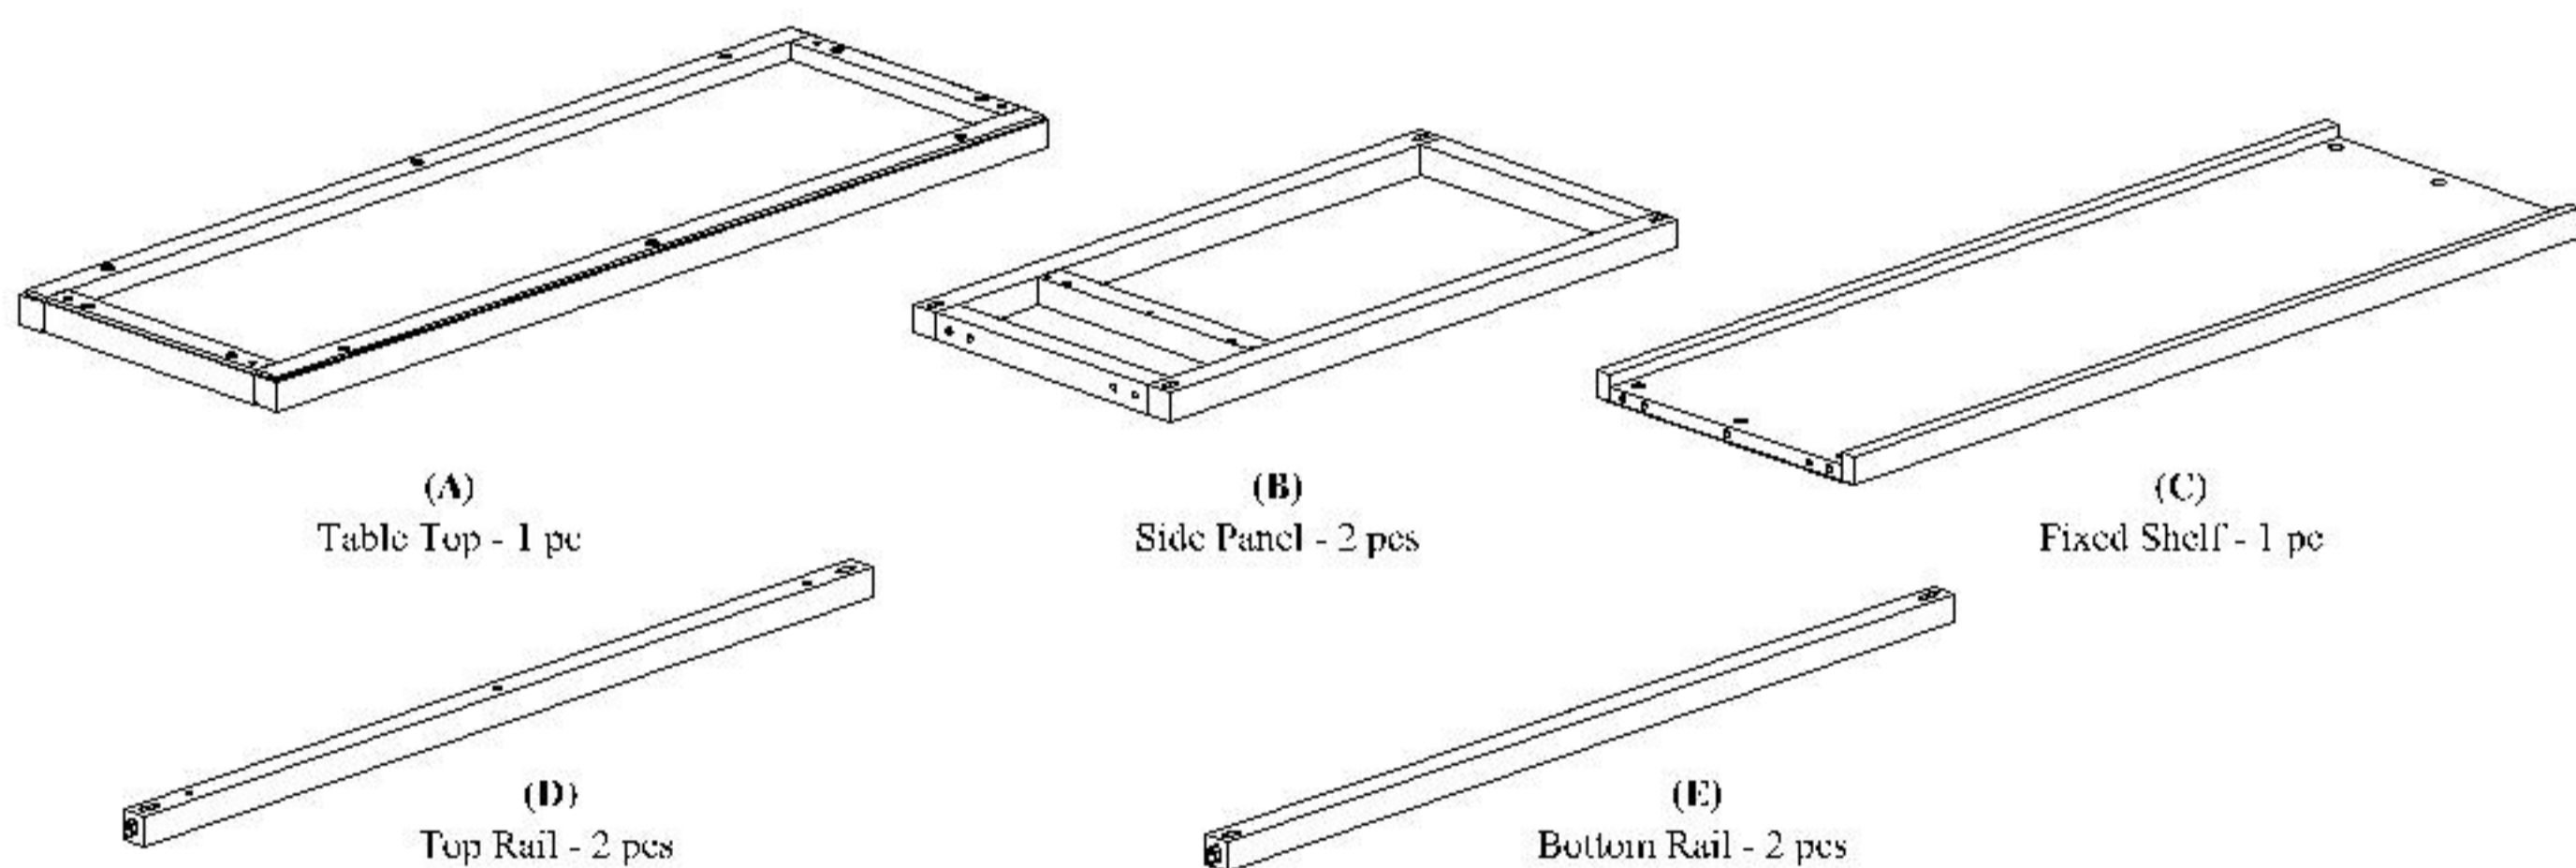 (A)
Table Top - 1 pc
(B)
Side Panel - 2 pcs
(C)
Fixed Shelf - 1 pc
(D)
Top Rail - 2 pcs
(E)
Bottom Rail - 2 pcs